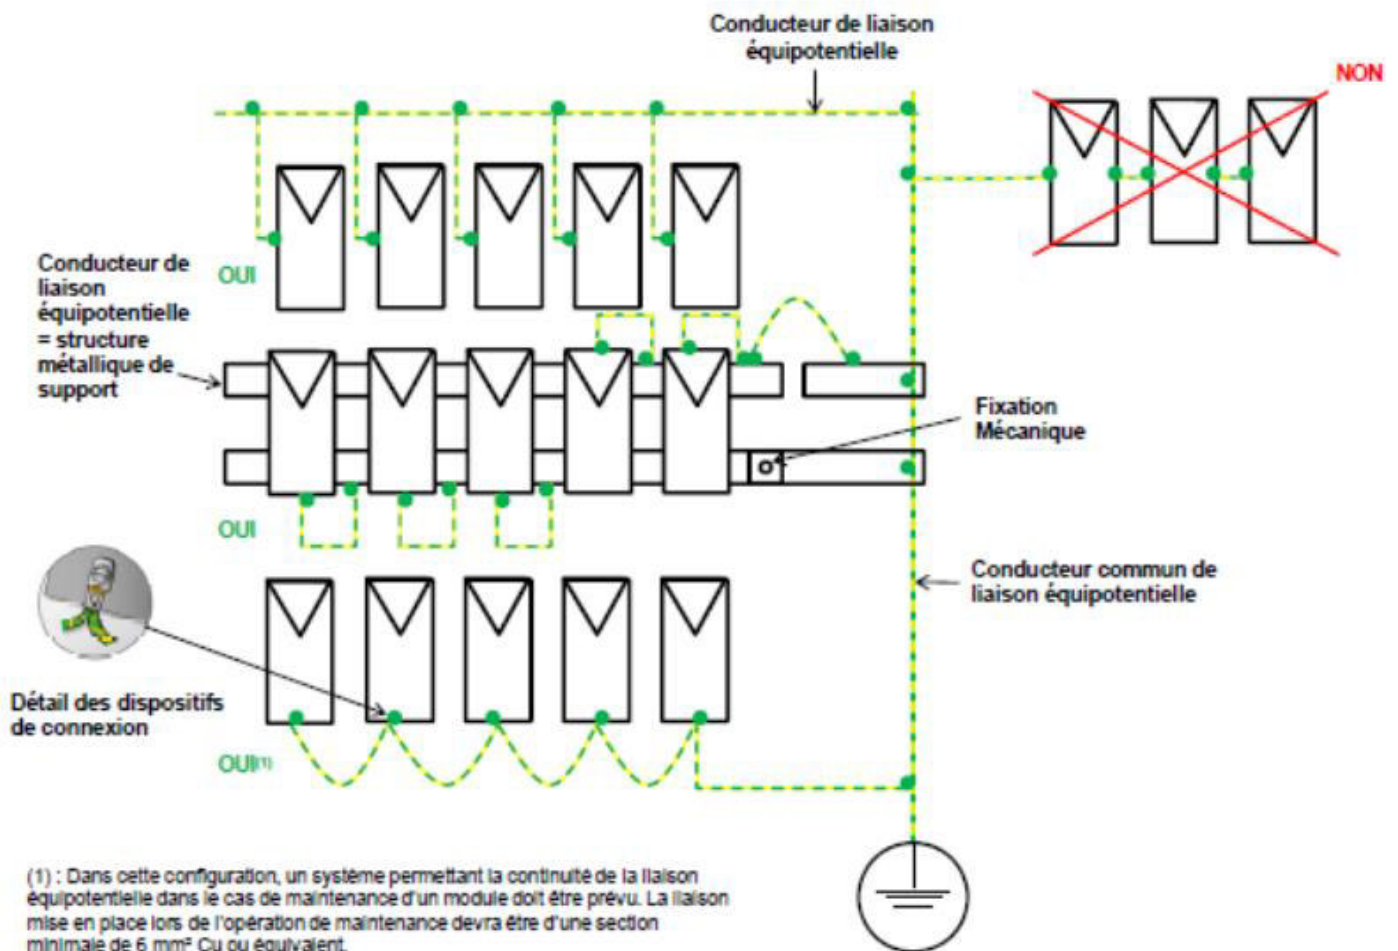 Conducteur de liaison
équipotentielle
NON
Conducteur de
liaison
équipotentielle
= structure
métallique de
support
OUI
Fixation
Mécanique
OUI
Conducteur commun de
liaison équipotentielle
Détail des dispositifs
de connexion
OUI(1)
(1) : Dans cette configuration, un système permettant la continuité de la liaison
équipotentielle dans le cas de maintenance d'un module doit être prévu. La liaison
mise en place lors de l'opération de maintenance devra être d'une section
minimale de 6 mm² Cu ou équivalent.